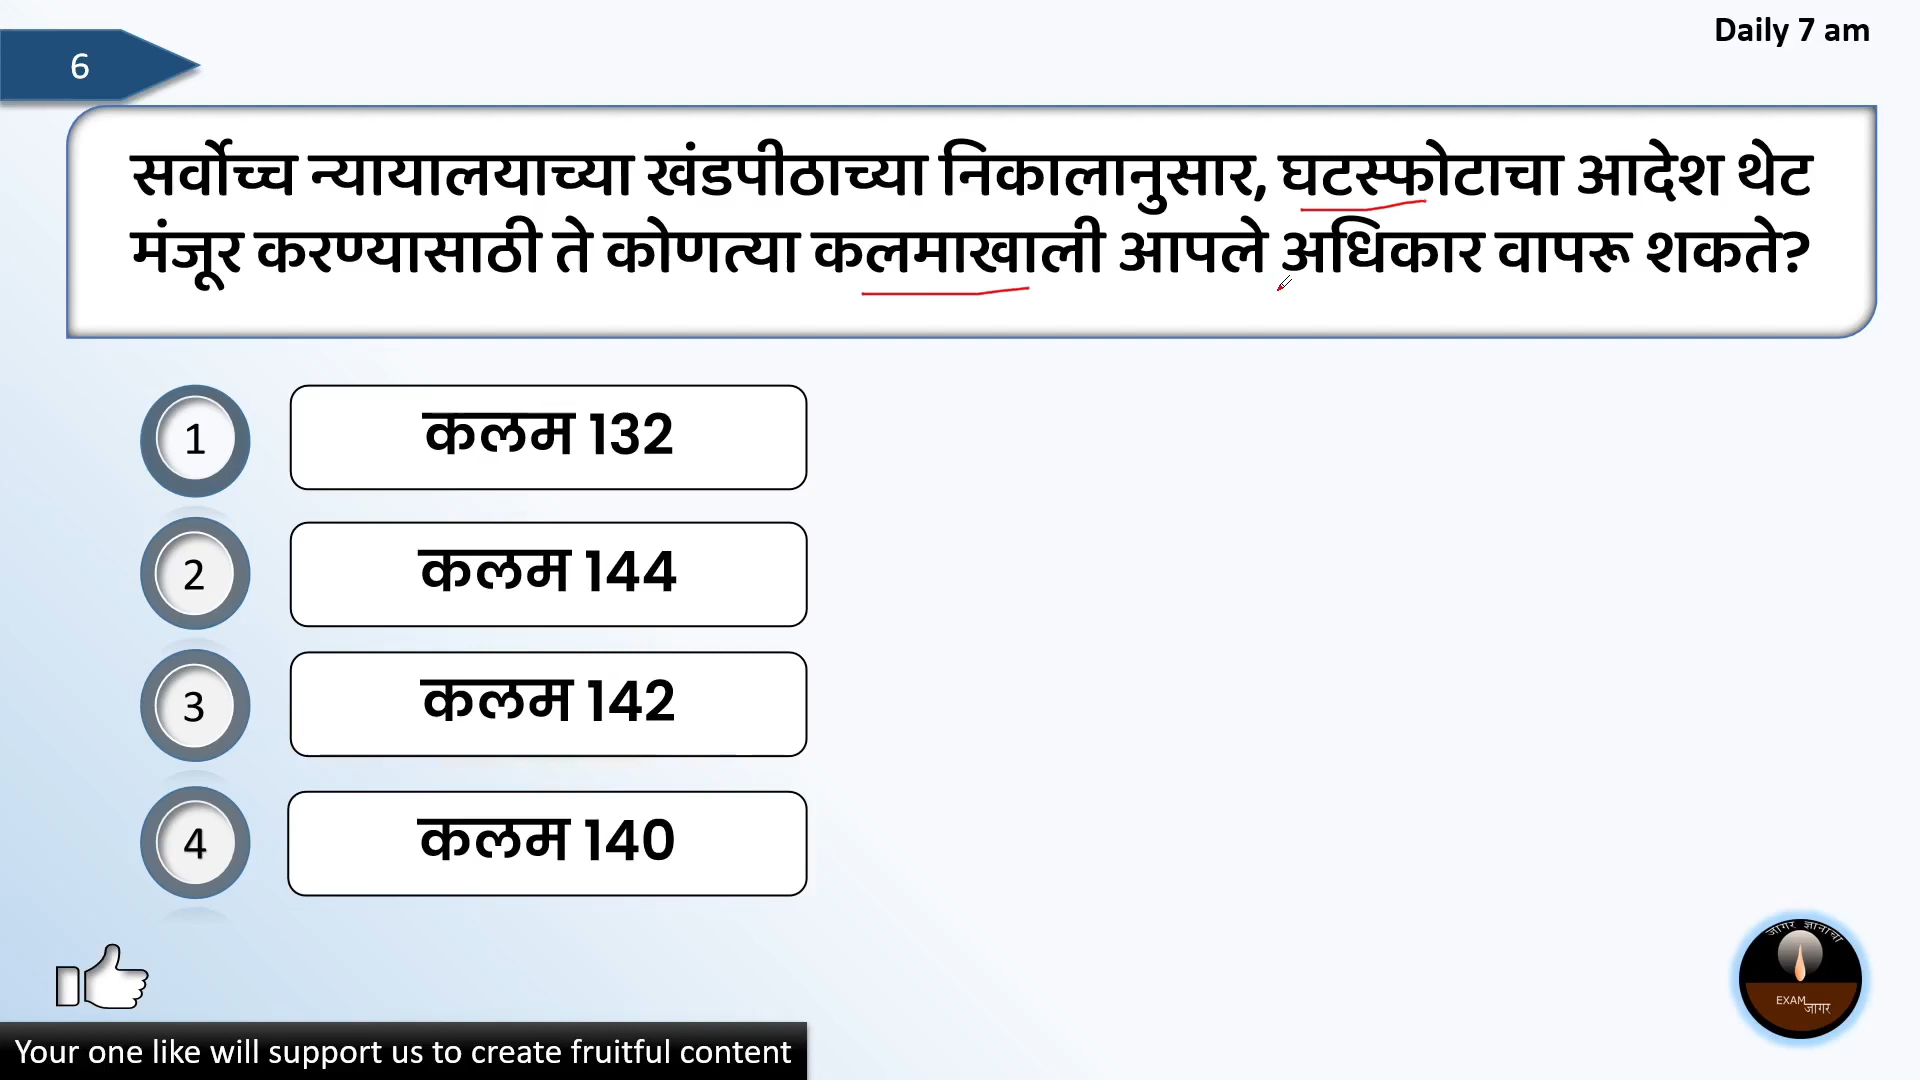 Daily 7 am
6
सर्वोच्च न्यायालयाच्या खंडपीठाच्या निकालानुसार, घटस्फोटाचा आदेश थेट
मंजूर करण्यासाठी ते कोणत्या कलमाखाली आपले अधिकार वापरू शकते?
1 कलम 132
2 कलम 144
3 कलम 142
4 कलम 140
जागर ज्ञानाचा
EXAM जागर
Your one like will support us to create fruitful content